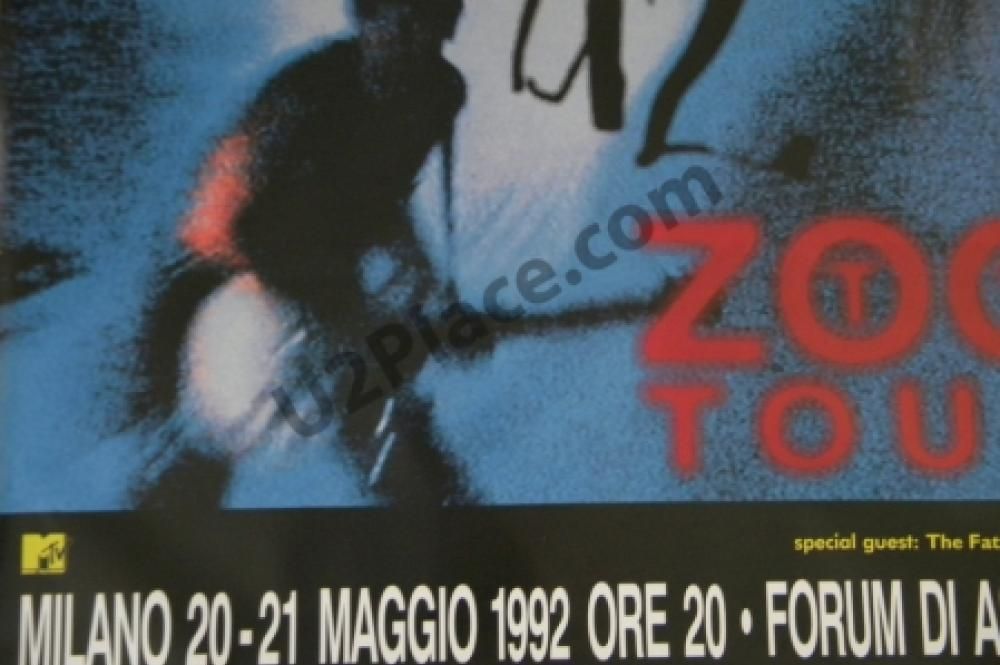 U2
U2Place.com
ZOO
T
TOU
MTV
special guest: The Fat
MILANO 20-21 MAGGIO 1992 ORE 20 • FORUM DI A